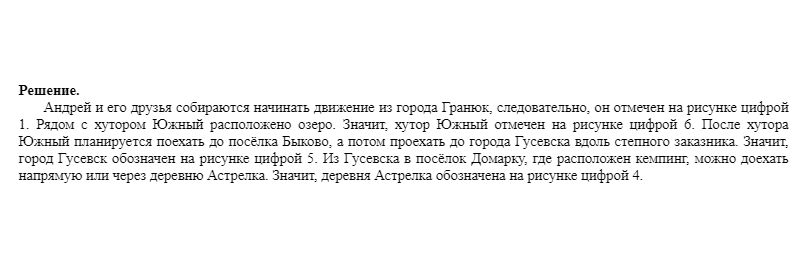 Решение.
Андрей и его друзья собираются начинать движение из города Гранюк, следовательно, он отмечен на рисунке цифрой
1. Рядом с хутором Южный расположено озеро. Значит, хутор Южный отмечен на рисунке цифрой 6. После хутора
Южный планируется поехать до посёлка Быково, а потом проехать до города Гусевска вдоль степного заказника. Значит,
город Гусевск обозначен на рисунке цифрой 5. Из Гусевска в посёлок Домарку, где расположен кемпинг, можно доехать
напрямую или через деревню Астрелка. Значит, деревня Астрелка обозначена на рисунке цифрой 4.